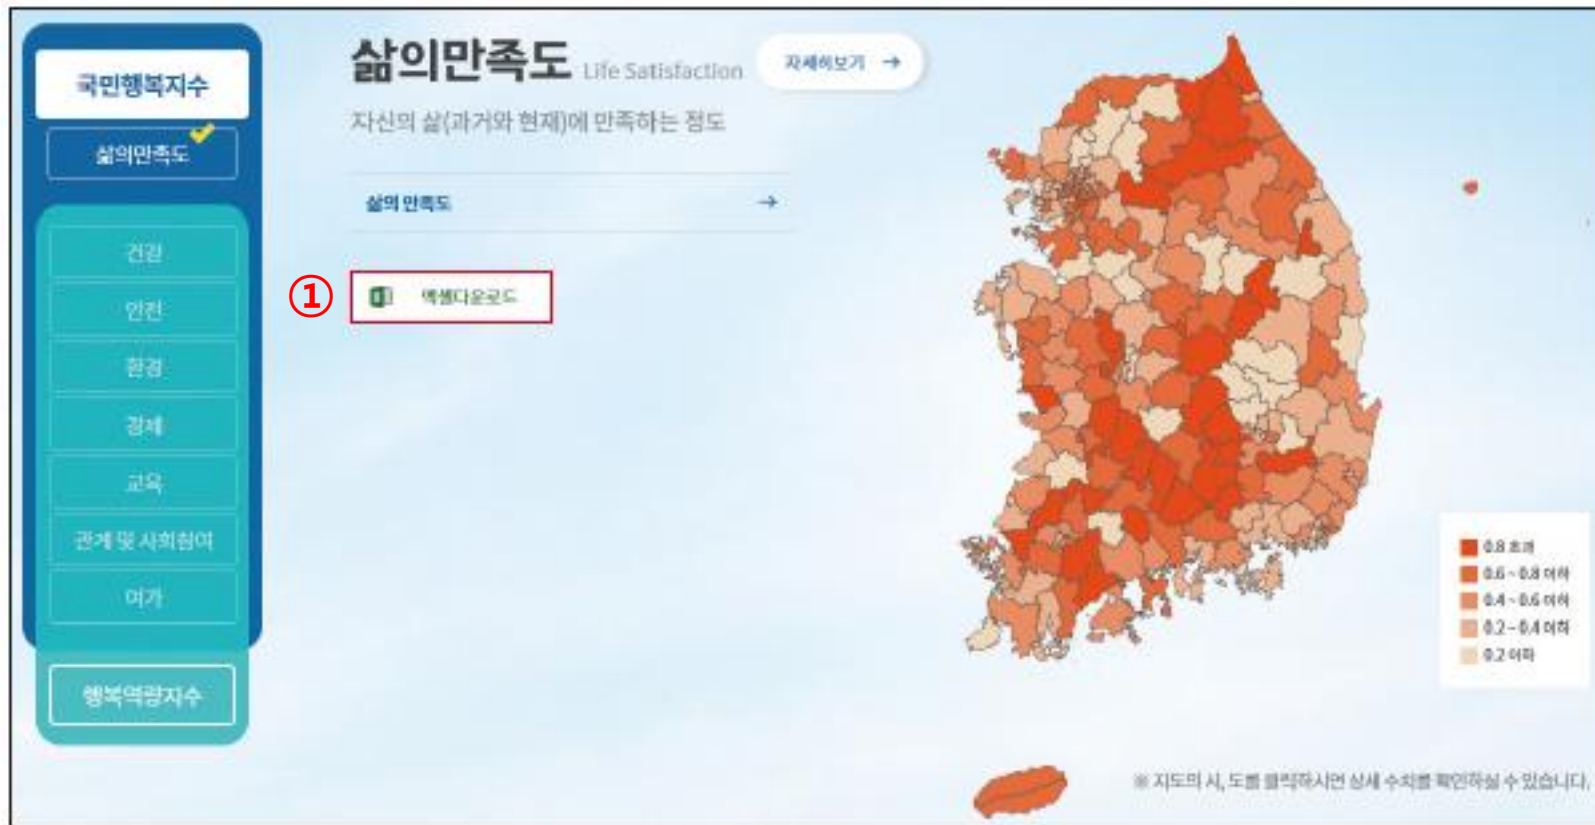 국민행복지수
삶의만족도
건강
안전
환경
경제
교육
관계 및 사회참여
여가
행복역량지수
삶의만족도 Life Satisfaction
자세히보기 →
자신의 삶(과거와 현재)에 만족하는 정도
삶의 만족도 →
① 엑셀다운로드
0.8 초과
0.6 ~ 0.8 이하
0.4 ~ 0.6 이하
0.2 ~ 0.4 이하
0.2 이하
※ 지도의 시, 도를 클릭하시면 상세 수치를 확인하실 수 있습니다.